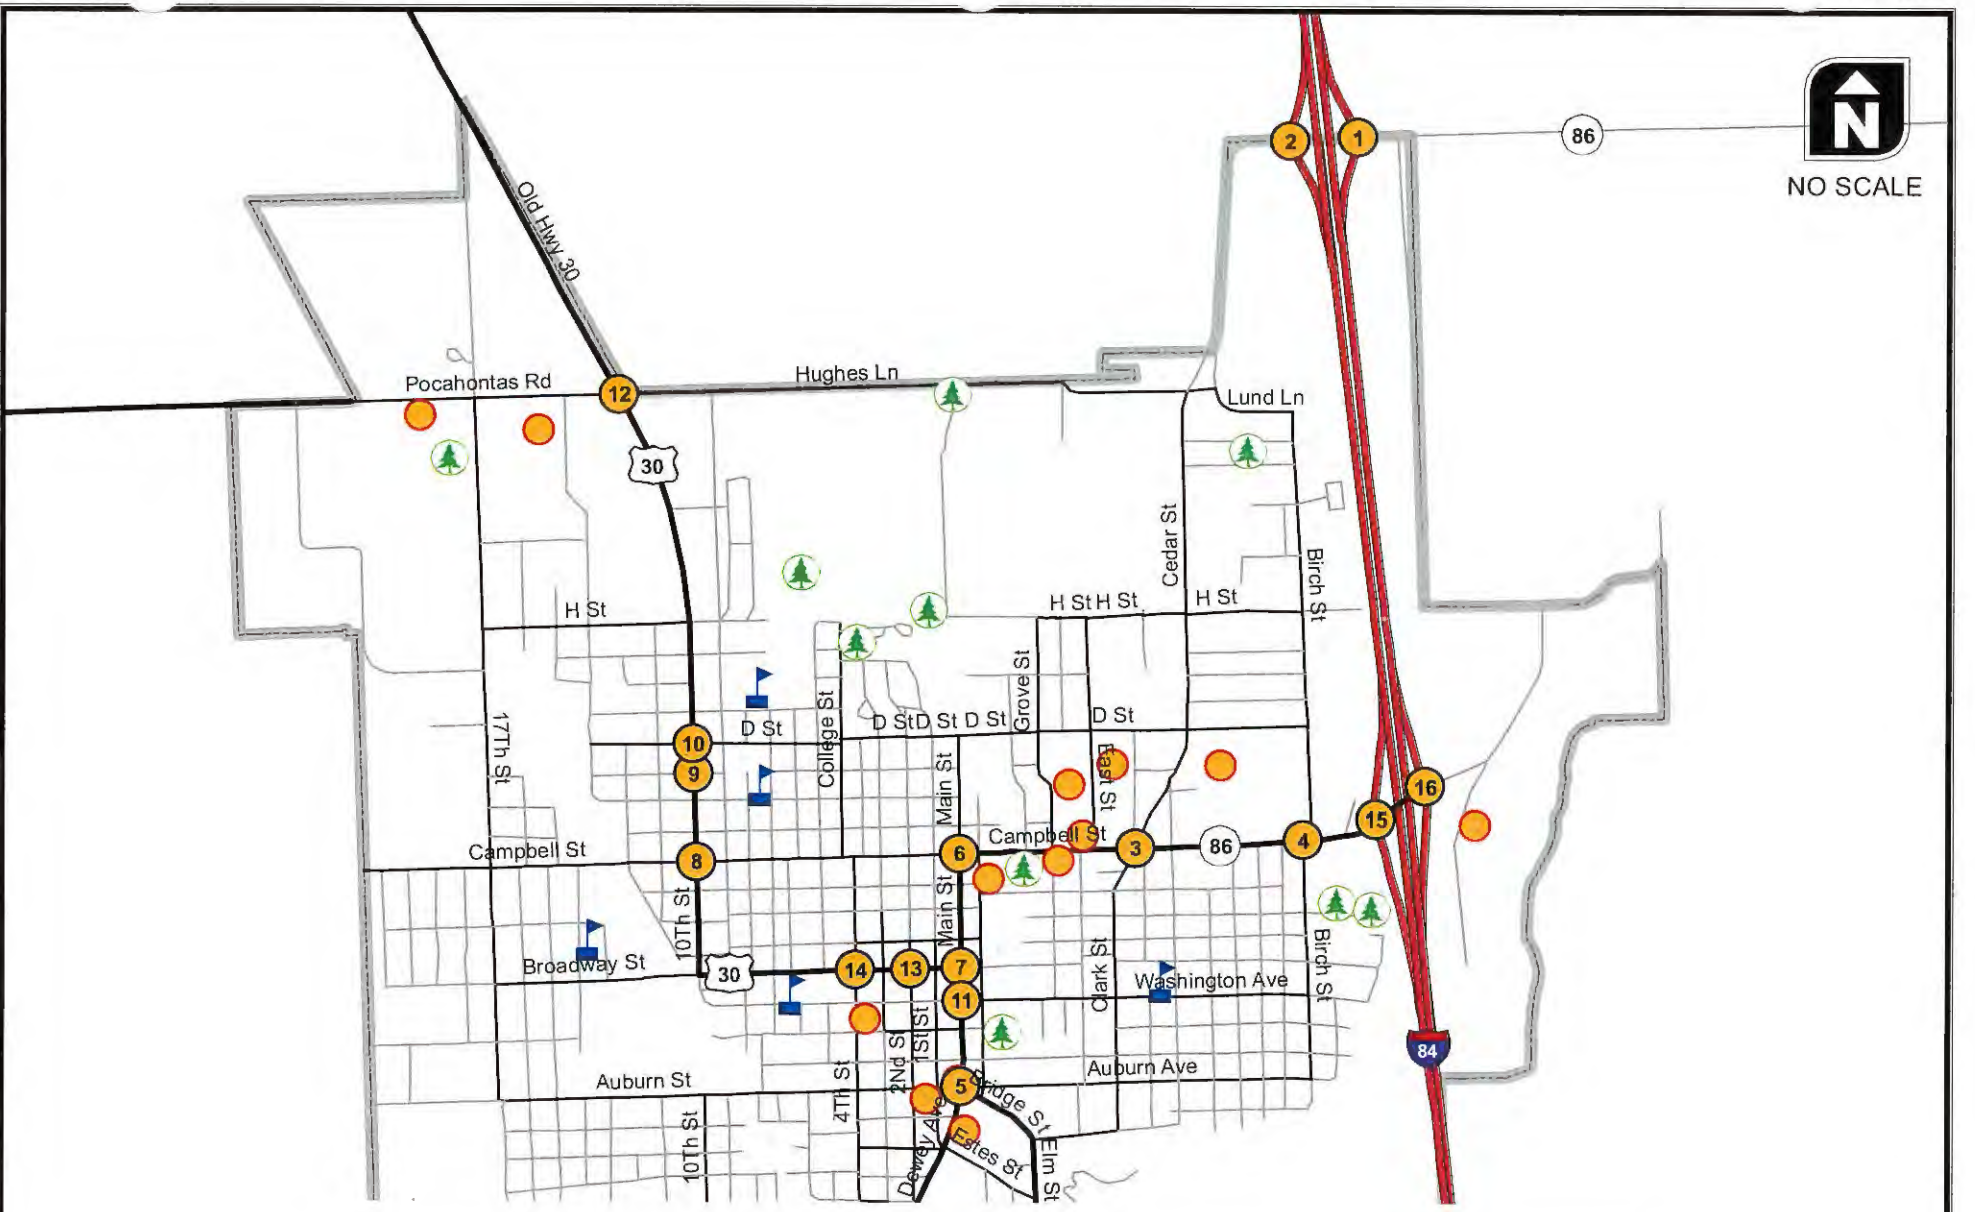 N
NO SCALE
2
1
86
Old Hwy 30
Pocahontas Rd
12
Hughes Ln
Lund Ln
30
Cedar St
Birch St
H St
H St H St
H St
17Th St
10
D St
9
College St
D St D St D St
Grove St
D St
East St
Main St
16
15
Campbell St
8
6
Campbell St
3
86
4
10Th St
Main St
Broadway St
30
14
13
7
11
Clark St
Washington Ave
Birch St
1St St
2Nd St
84
Auburn St
4Th St
5
Bridge St
Auburn Ave
10Th St
Dewey Ave
Estes St
Elm St